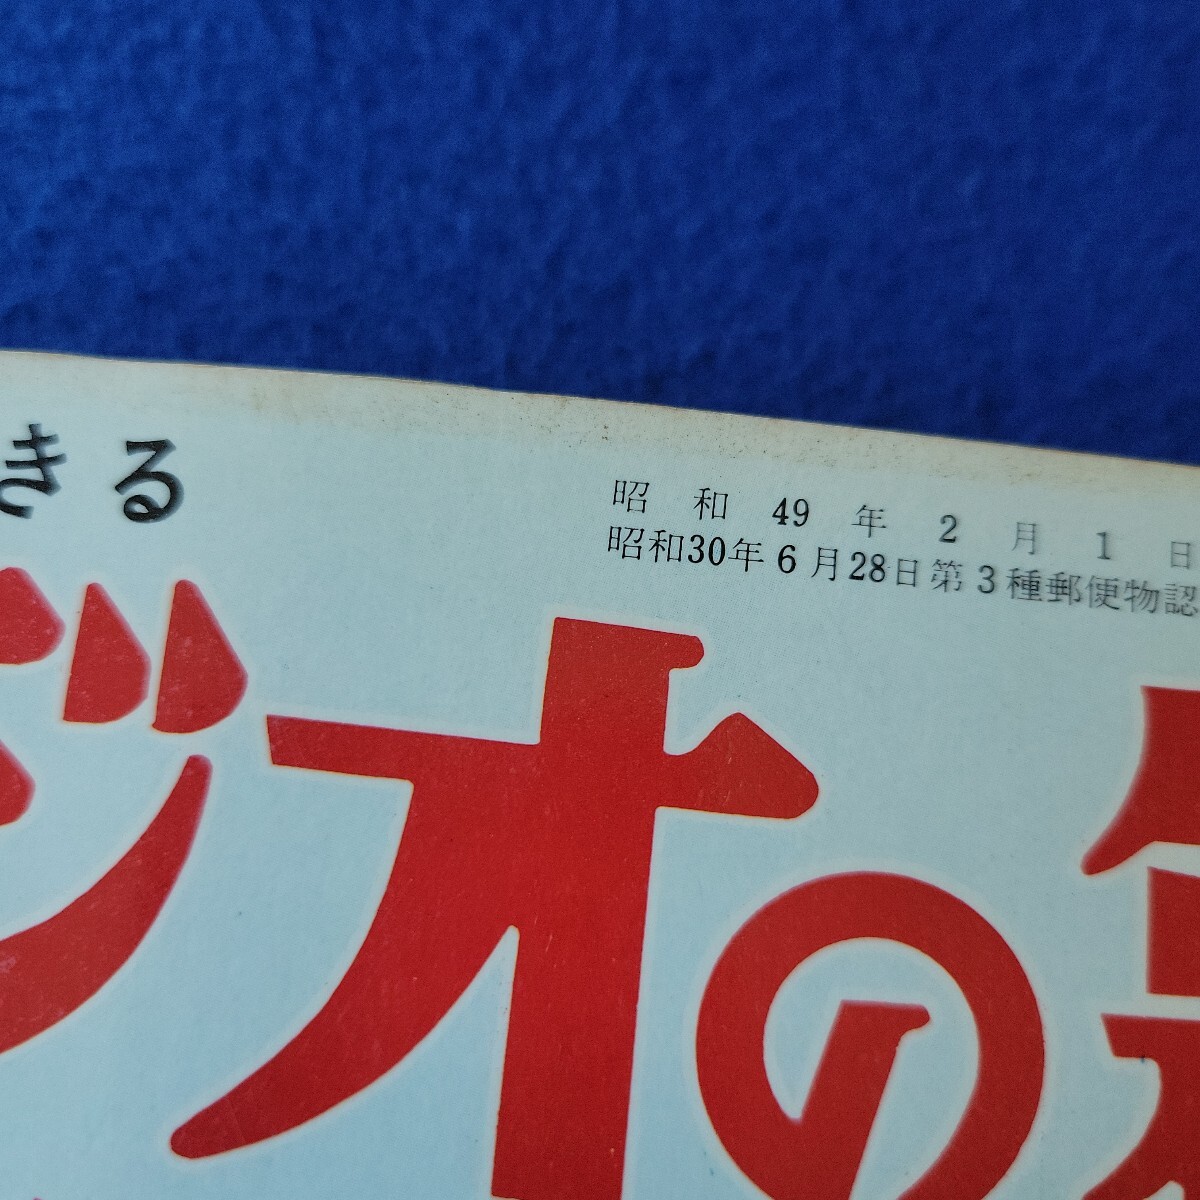 きる
昭和49年2月1日
昭和30年6月28日第3種郵便物認
ジオの